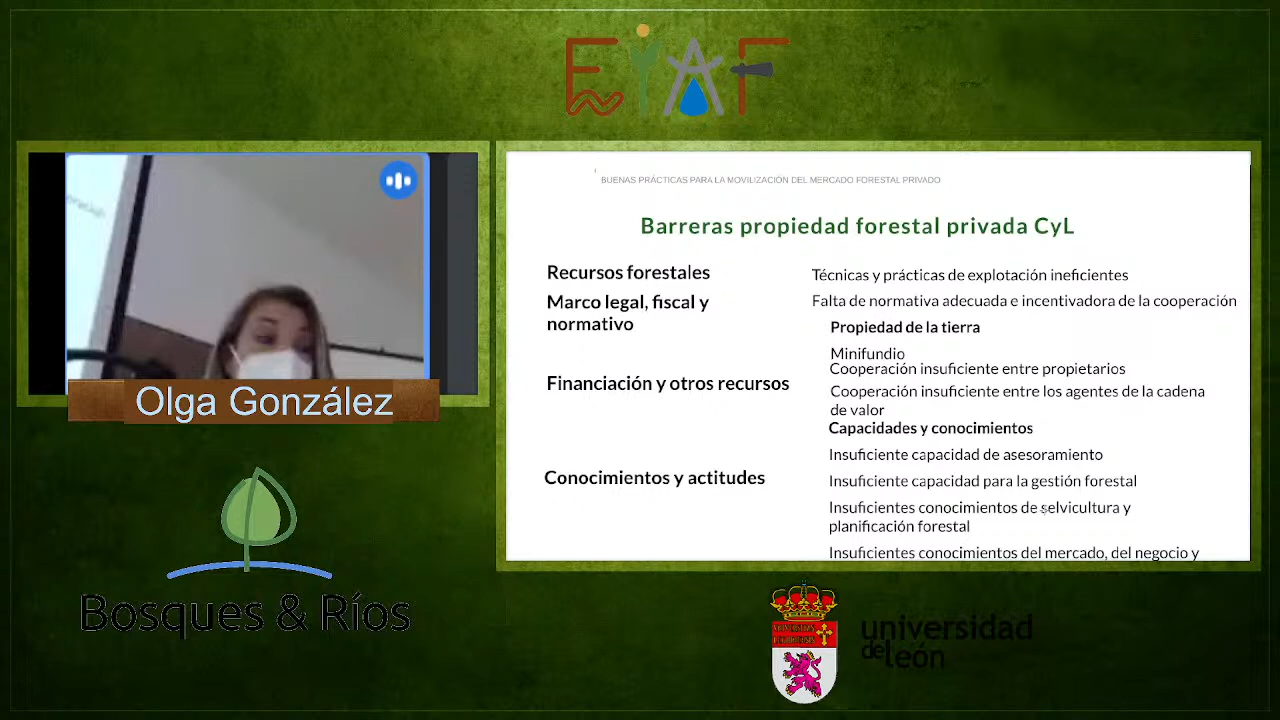 EIAF
BUENAS PRÁCTICAS PARA LA MOVILIZACIÓN DEL MERCADO FORESTAL PRIVADO
Barreras propiedad forestal privada CyL
Recursos forestales
Marco legal, fiscal y
normativo
Financiación y otros recursos
Conocimientos y actitudes
Técnicas y prácticas de explotación ineficientes
Falta de normativa adecuada e incentivadora de la cooperación
Propiedad de la tierra
Minifundio
Cooperación insuficiente entre propietarios
Cooperación insuficiente entre los agentes de la cadena
de valor
Capacidades y conocimientos
Insuficiente capacidad de asesoramiento
Insuficiente capacidad para la gestión forestal
Insuficientes conocimientos de selvicultura y
planificación forestal
Insuficientes conocimientos del mercado, del negocio y
Olga González
Bosques & Ríos
universidad
de león